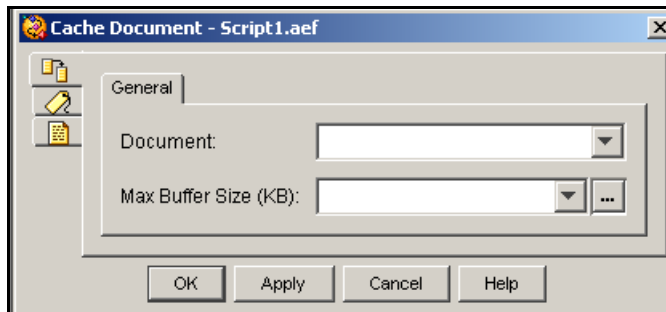 Cache Document - Script1.aef
General
Document:
Max Buffer Size (KB):
...
OK Apply Cancel Help